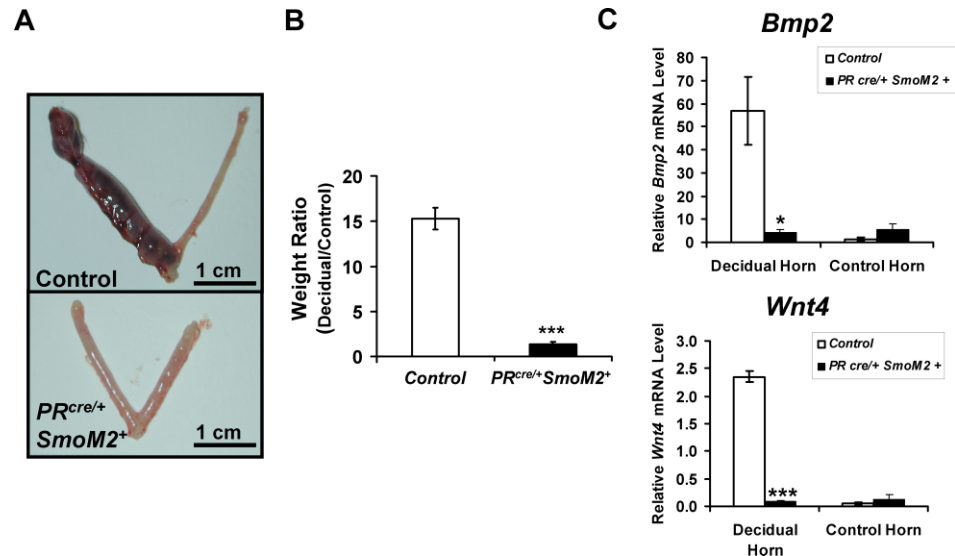 A
Control
1 cm
PRcre/+
SmoM2+
1 cm
B
Weight Ratio
(Decidual/Control)
20
15
10
5
0
***
Control
PRcre/+SmoM2+
C
Bmp2
Control
PR cre/+ SmoM2 +
Relative Bmp2 mRNA Level
80
70
60
50
40
30
20
10
0
*
Decidual Horn
Control Horn
Wnt4
Control
PR cre/+ SmoM2 +
Relative Wnt4 mRNA Level
3.0
2.5
2.0
1.5
1.0
0.5
0.0
***
Decidual
Horn
Control Horn